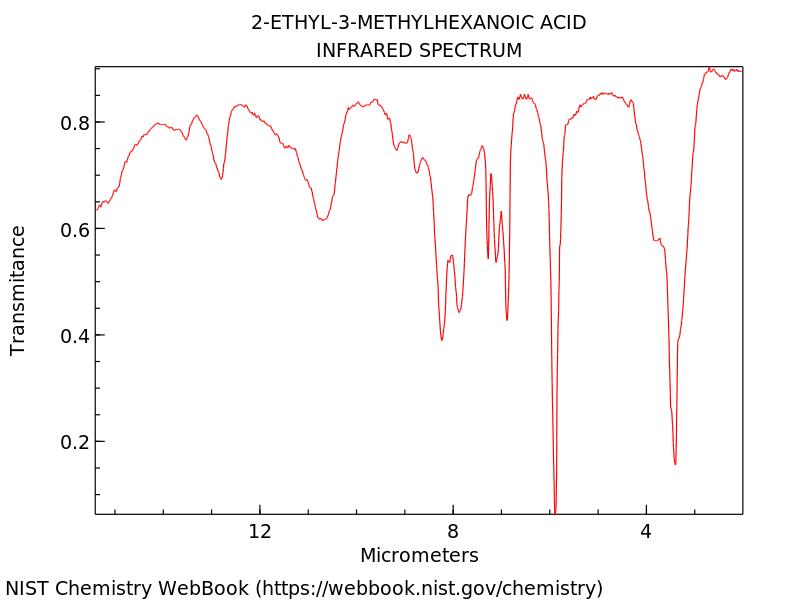 2-ETHYL-3-METHYLHEXANOIC ACID
INFRARED SPECTRUM
0.8
0.6
0.4
0.2
Transmitance
12 8 4
Micrometers
NIST Chemistry WebBook (https://webbook.nist.gov/chemistry)